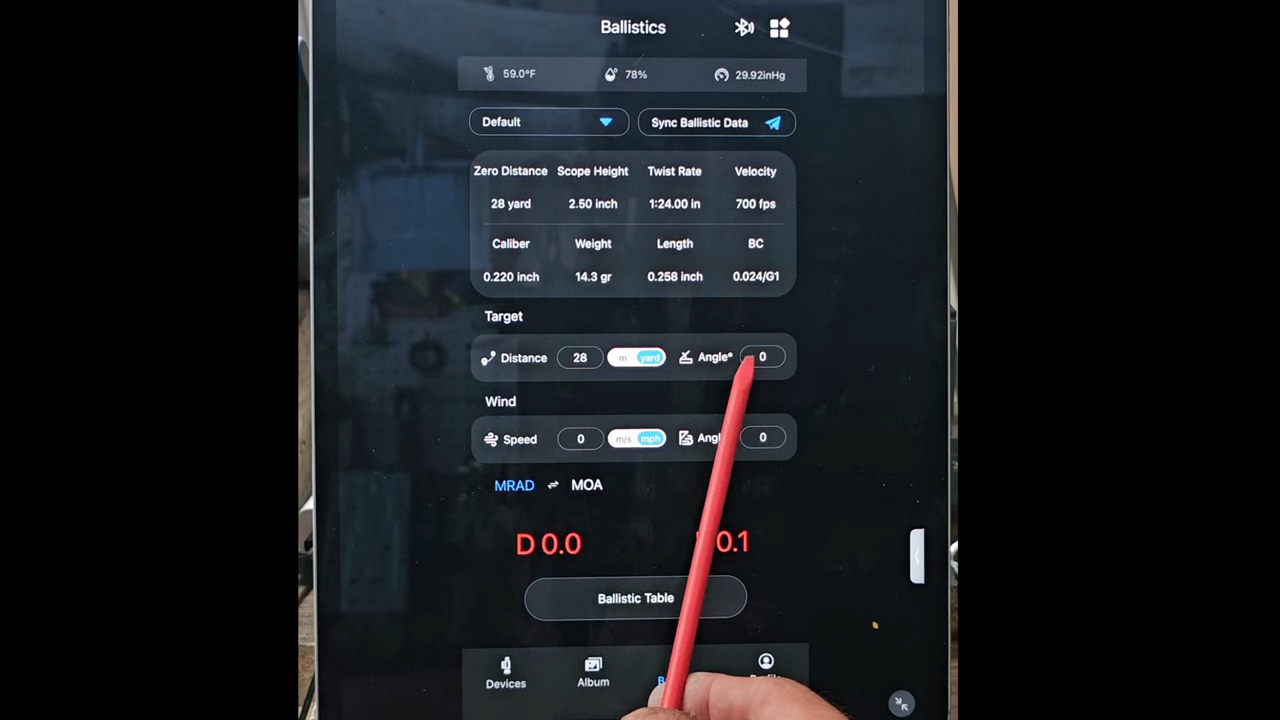 Ballistics
59.0°F 78% 29.92inHg
Default Sync Ballistic Data
Zero Distance Scope Height Twist Rate Velocity
28 yard 2.50 inch 1:24.00 in 700 fps
Caliber Weight Length BC
0.220 inch 14.3 gr 0.258 inch 0.024/G1
Target
Distance 28 m yard Angle° 0
Wind
Speed 0 m/s mph Angl 0
MRAD MOA
D 0.0 0.1
Ballistic Table
Devices Album